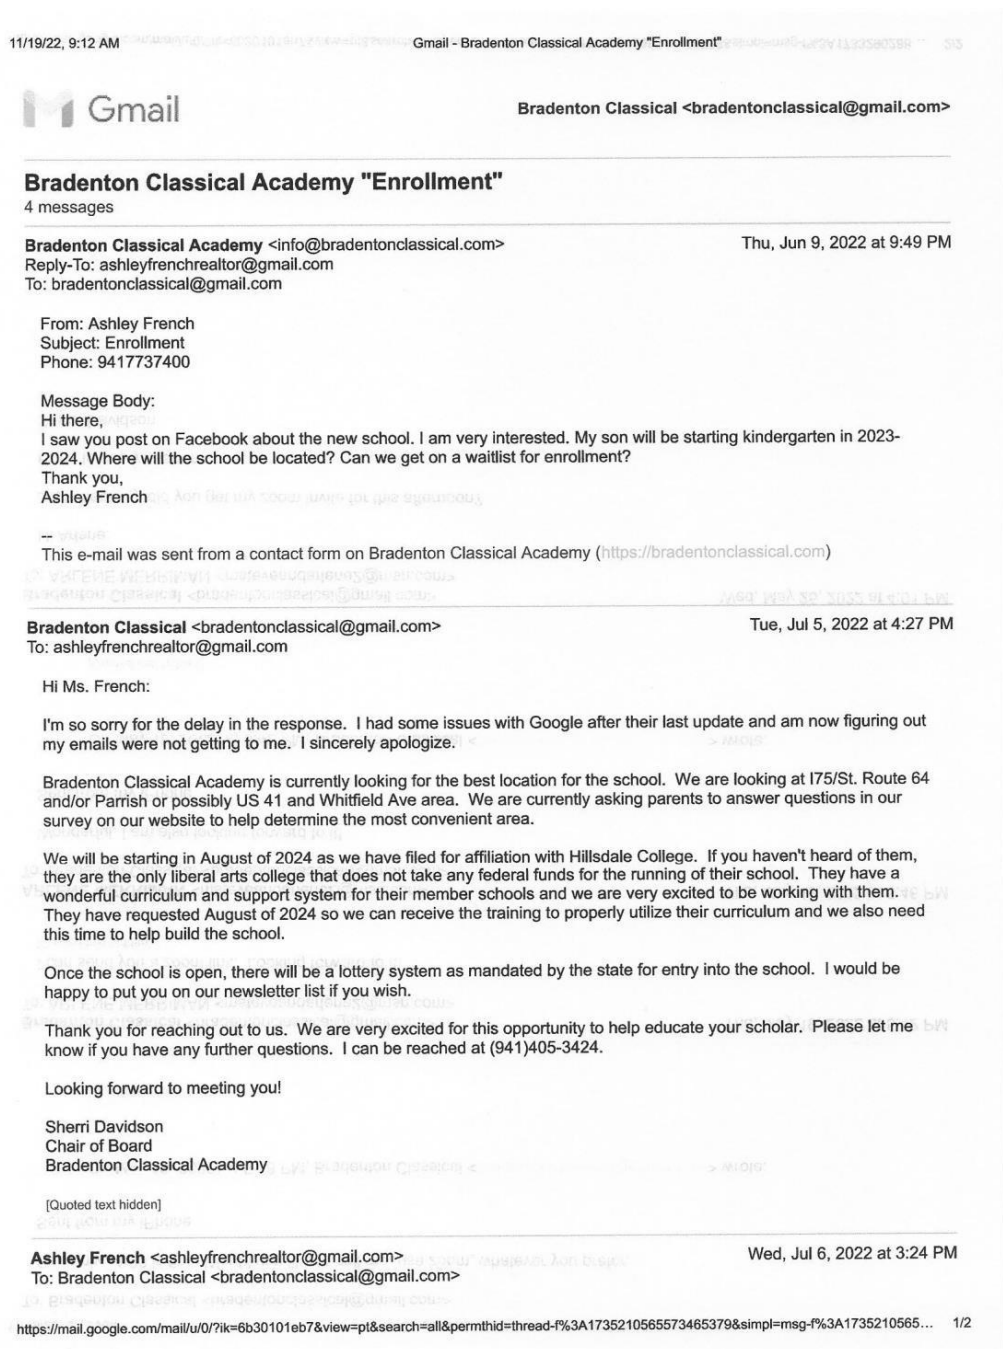 11/19/22, 9:12 AM
Gmail - Bradenton Classical Academy "Enrollment"
Gmail
Bradenton Classical <bradentonclassical@gmail.com>
Bradenton Classical Academy "Enrollment"
4 messages
Bradenton Classical Academy <info@bradentonclassical.com>
Thu, Jun 9, 2022 at 9:49 PM
Reply-To: ashleyfrenchrealtor@gmail.com
To: bradentonclassical@gmail.com
From: Ashley French
Subject: Enrollment
Phone: 9417737400
Message Body:
Hi there,
I saw you post on Facebook about the new school. I am very interested. My son will be starting kindergarten in 2023-
2024. Where will the school be located? Can we get on a waitlist for enrollment?
Thank you,
Ashley French
--
This e-mail was sent from a contact form on Bradenton Classical Academy (https://bradentonclassical.com)
Bradenton Classical <bradentonclassical@gmail.com>
Tue, Jul 5, 2022 at 4:27 PM
To: ashleyfrenchrealtor@gmail.com
Hi Ms. French:
I'm so sorry for the delay in the response. I had some issues with Google after their last update and am now figuring out
my emails were not getting to me. I sincerely apologize.
Bradenton Classical Academy is currently looking for the best location for the school. We are looking at I75/St. Route 64
and/or Parrish or possibly US 41 and Whitfield Ave area. We are currently asking parents to answer questions in our
survey on our website to help determine the most convenient area.
We will be starting in August of 2024 as we have filed for affiliation with Hillsdale College. If you haven't heard of them,
they are the only liberal arts college that does not take any federal funds for the running of their school. They have a
wonderful curriculum and support system for their member schools and we are very excited to be working with them.
They have requested August of 2024 so we can receive the training to properly utilize their curriculum and we also need
this time to help build the school.
Once the school is open, there will be a lottery system as mandated by the state for entry into the school. I would be
happy to put you on our newsletter list if you wish.
Thank you for reaching out to us. We are very excited for this opportunity to help educate your scholar. Please let me
know if you have any further questions. I can be reached at (941)405-3424.
Looking forward to meeting you!
Sherri Davidson
Chair of Board
Bradenton Classical Academy
[Quoted text hidden]
Ashley French <ashleyfrenchrealtor@gmail.com>
Wed, Jul 6, 2022 at 3:24 PM
To: Bradenton Classical <bradentonclassical@gmail.com>
https://mail.google.com/mail/u/0/?ik=6b30101eb7&view=pt&search=all&permthid=thread-f%3A1735210565573465379&simpl=msg-f%3A1735210565...
1/2